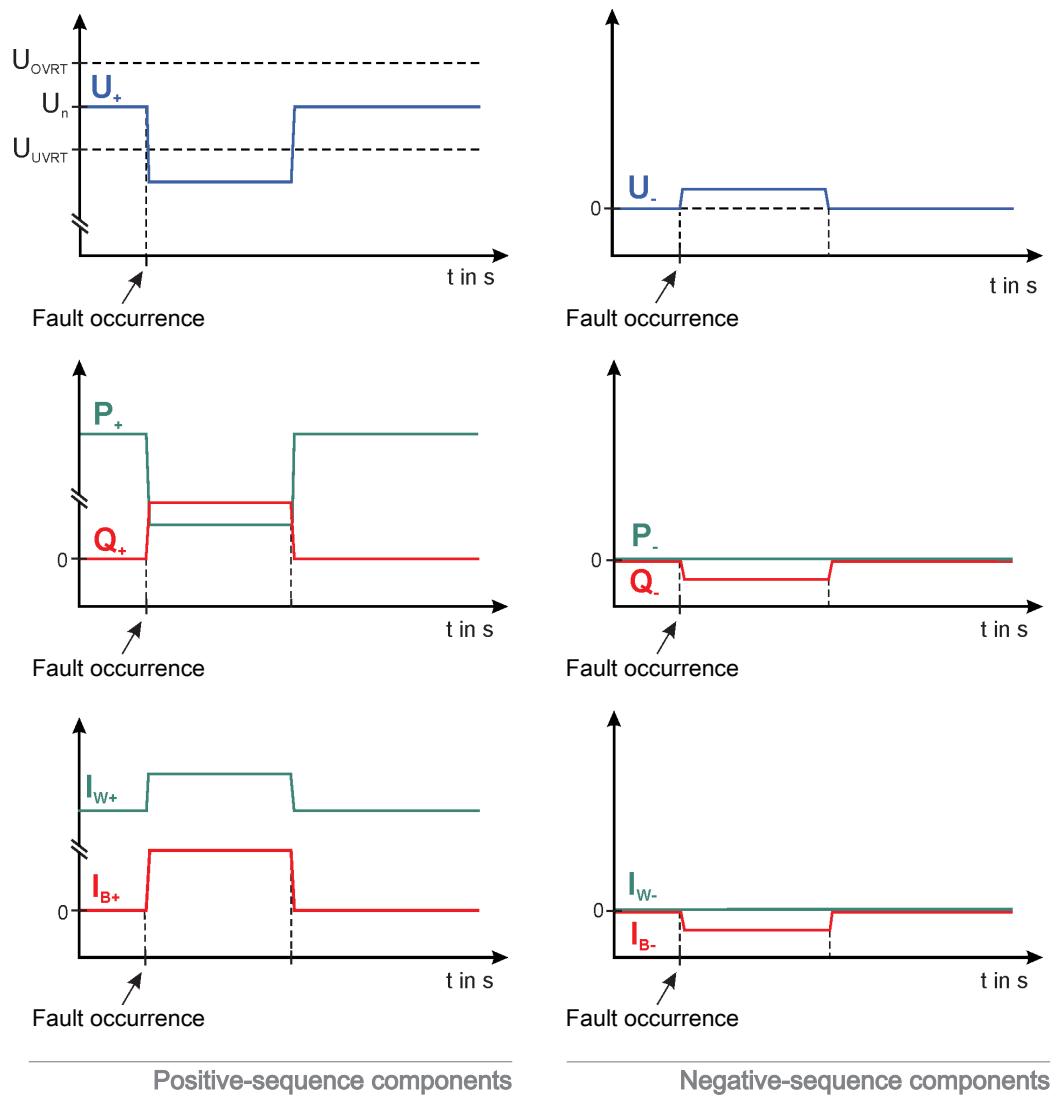 U_OVRT
U_+
U_n
U_UVRT
t in s
Fault occurrence
U_-
0
t in s
Fault occurrence
P_+
Q_+
0
t in s
Fault occurrence
P_-
0
Q_-
t in s
Fault occurrence
I_W+
I_B+
0
t in s
Fault occurrence
I_W-
0
I_B-
t in s
Fault occurrence
Positive-sequence components
Negative-sequence components